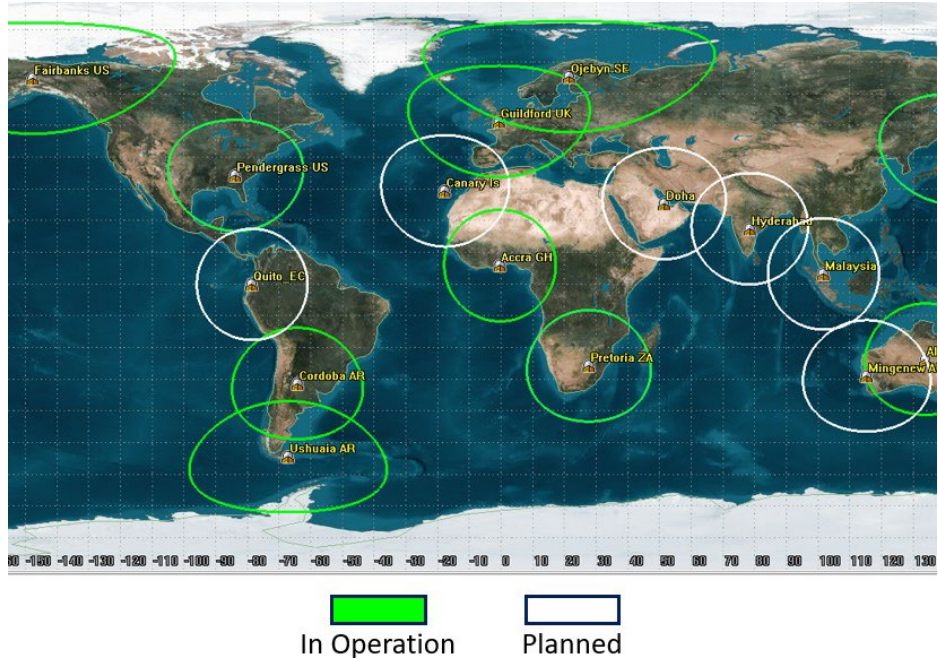 Fairbanks US
Ojebyn SE
Guildford UK
Pendergrass US
Canary Is
Doha
Hyderabad
Accra GH
Malaysia
Quito_EC
Pretoria ZA
Mingenew A
Cordoba AR
Ushuaia AR
-150 -140 -130 -120 -110 -100 -90 -80 -70 -60 -50 -40 -30 -20 -10 0 10 20 30 40 50 60 70 80 90 100 110 120 130
In Operation
Planned